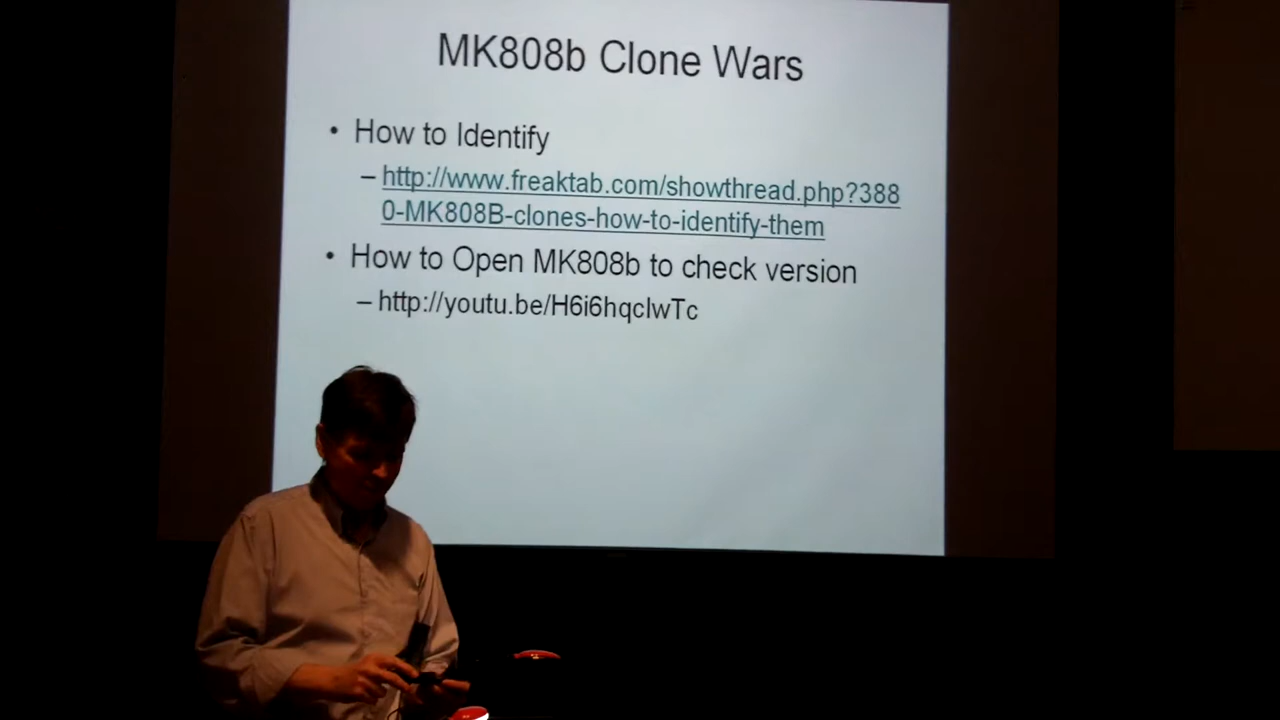 MK808b Clone Wars
• How to Identify
– http://www.freaktab.com/showthread.php?388
0-MK808B-clones-how-to-identify-them
• How to Open MK808b to check version
– http://youtu.be/H6i6hqclwTc